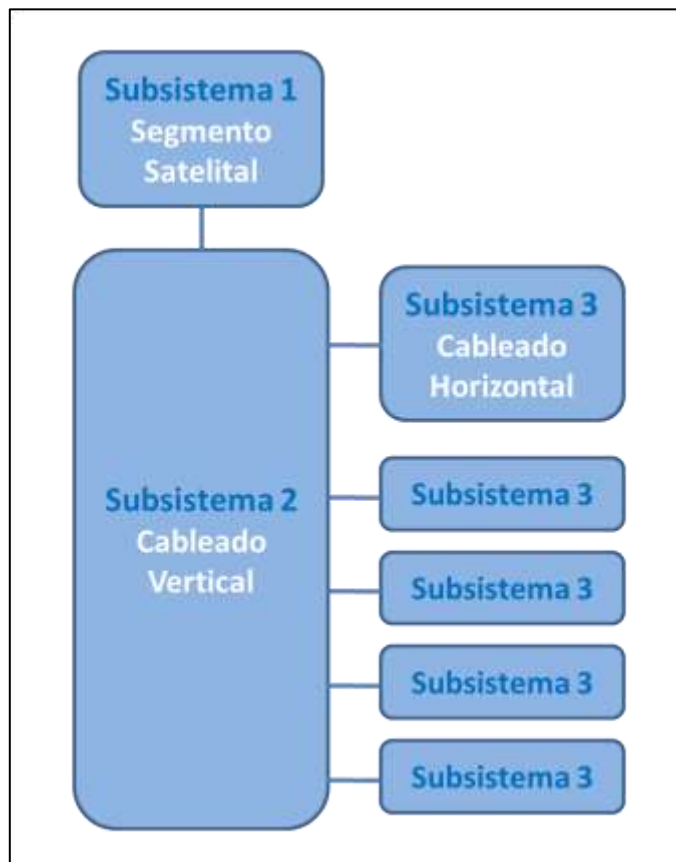 Subsistema 1
Segmento
Satelital
Subsistema 2
Cableado
Vertical
Subsistema 3
Cableado
Horizontal
Subsistema 3
Subsistema 3
Subsistema 3
Subsistema 3